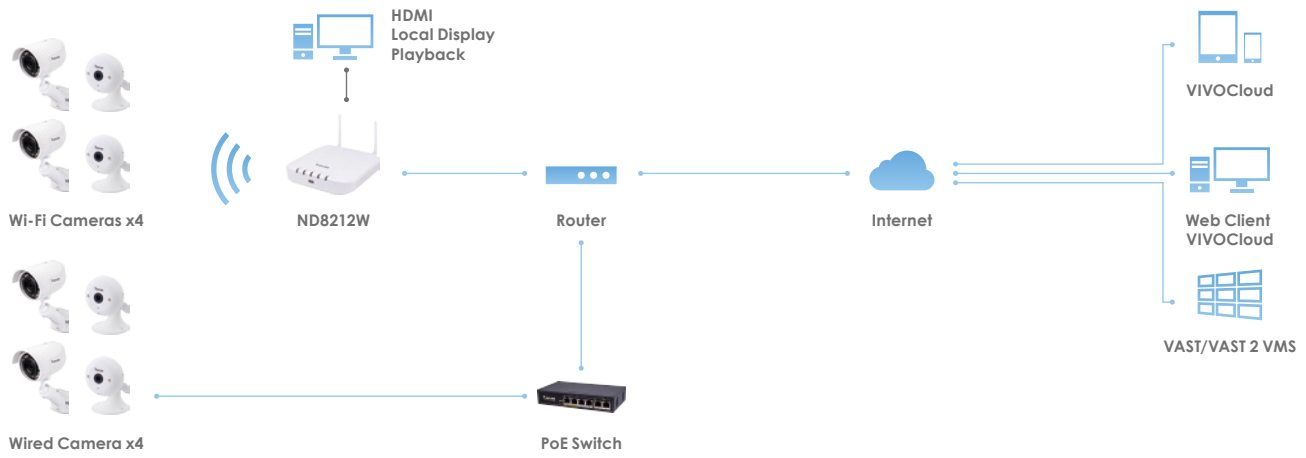 HDMI
Local Display
Playback
VIVOCloud
Wi-Fi Cameras x4
ND8212W
Router
Internet
Web Client
VIVOCloud
VAST/VAST 2 VMS
Wired Camera x4
PoE Switch